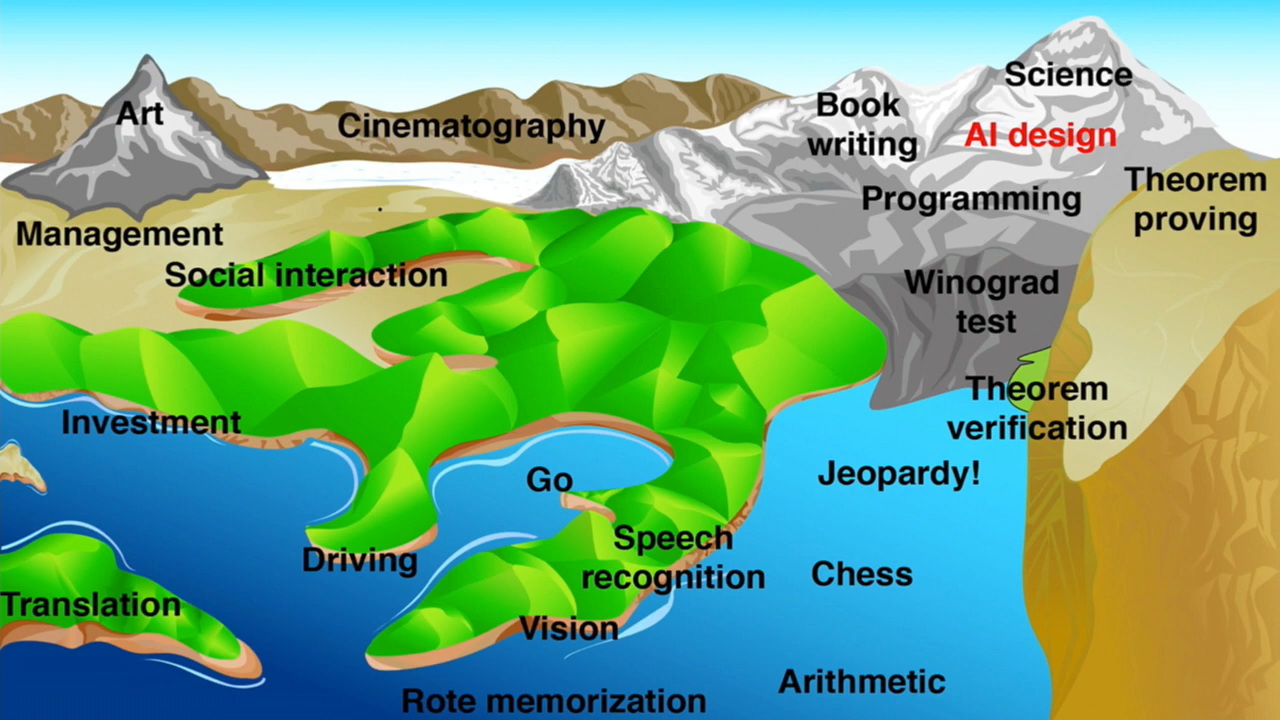 Science
Book
writing
Art
Cinematography
AI design
Theorem
proving
Programming
Management
Social interaction
Winograd
test
Theorem
verification
Investment
Jeopardy!
Go
Speech
recognition
Driving
Chess
Translation
Vision
Arithmetic
Rote memorization